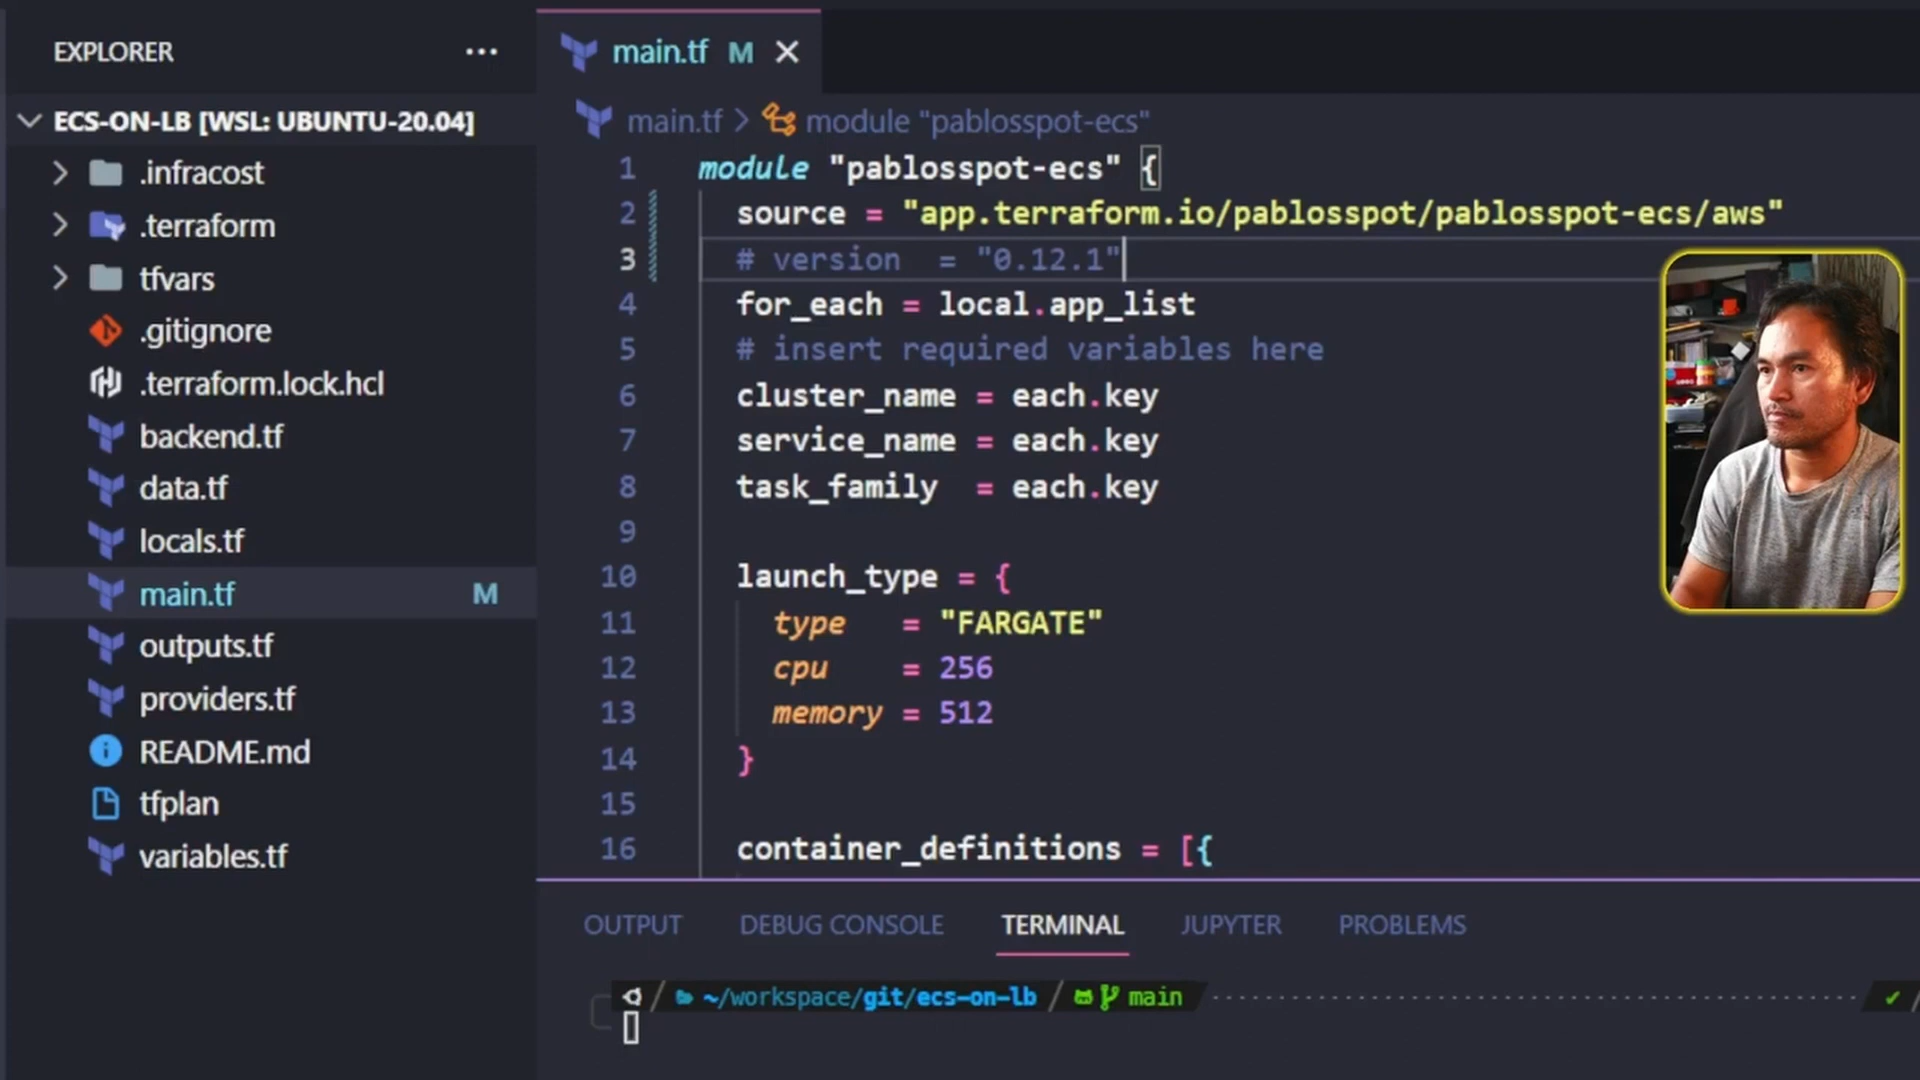 EXPLORER
ECS-ON-LB [WSL: UBUNTU-20.04]
.infracost
.terraform
tfvars
.gitignore
.terraform.lock.hcl
backend.tf
data.tf
locals.tf
main.tf M
outputs.tf
providers.tf
README.md
tfplan
variables.tf
main.tf M
main.tf > module "pablosspot-ecs"
1 module "pablosspot-ecs" {
2 source = "app.terraform.io/pablosspot/pablosspot-ecs/aws"
3 # version  = "0.12.1"
4 for_each = local.app_list
5 # insert required variables here
6 cluster_name = each.key
7 service_name = each.key
8 task_family  = each.key
9
10 launch_type = {
11 type   = "FARGATE"
12 cpu    = 256
13 memory = 512
14 }
15
16 container_definitions = [{
OUTPUT DEBUG CONSOLE TERMINAL JUPYTER PROBLEMS
~/workspace/git/ecs-on-lb main